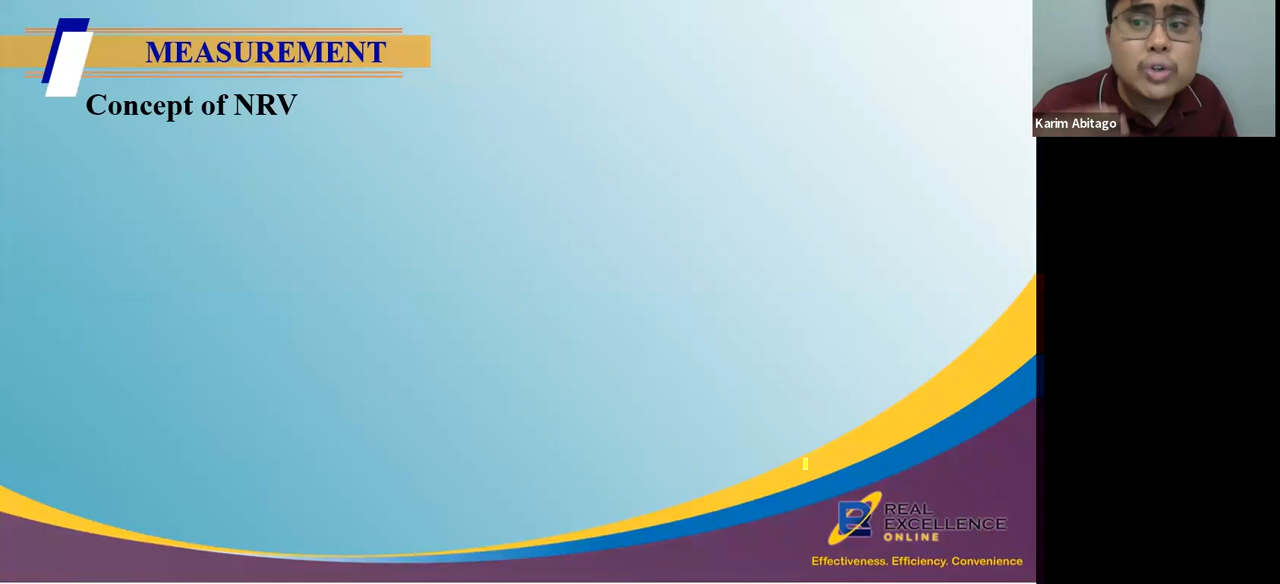 MEASUREMENT
Concept of NRV
Karim Abitago
REAL
EXCELLENCE
ONLINE
Effectiveness. Efficiency. Convenience